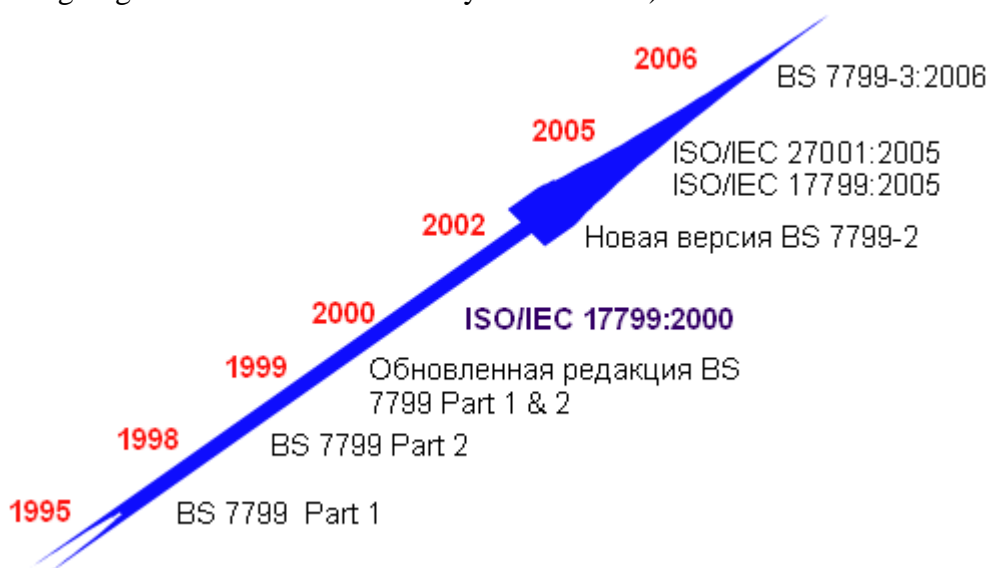 2006
BS 7799-3:2006
2005
ISO/IEC 27001:2005
ISO/IEC 17799:2005
2002
Новая версия BS 7799-2
2000
ISO/IEC 17799:2000
1999
Обновленная редакция BS
7799 Part 1 & 2
1998
BS 7799 Part 2
1995
BS 7799 Part 1